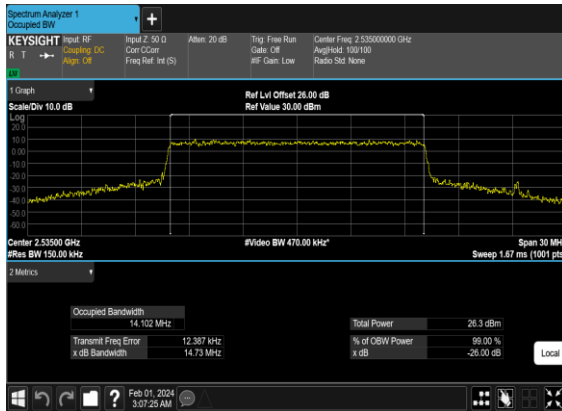 Spectrum Analyzer 1
Occupied BW
+
KEYSIGHT Input: RF Input Z: 50 Ω Atten: 20 dB Trig: Free Run Center Freq: 2.535000000 GHz
R T Coupling: DC Corr CCorr Gate: Off Avg|Hold: 100/100
Align: Off Freq Ref: Int (S) #IF Gain: Low Radio Std: None
1 Graph
Ref Lvl Offset 26.00 dB
Scale/Div 10.0 dB Ref Value 30.00 dBm
Log
20.0
10.0
0.00
-10.0
-20.0
-30.0
-40.0
-50.0
-60.0
Center 2.53500 GHz #Video BW 470.00 kHz* Span 30 MH
#Res BW 150.00 kHz Sweep 1.67 ms (1001 pts
2 Metrics
Occupied Bandwidth
14.102 MHz Total Power 26.3 dBm
Transmit Freq Error 12.387 kHz % of OBW Power 99.00 %
x dB Bandwidth 14.73 MHz x dB -26.00 dB
Local
? Feb 01, 2024
3:07:25 AM